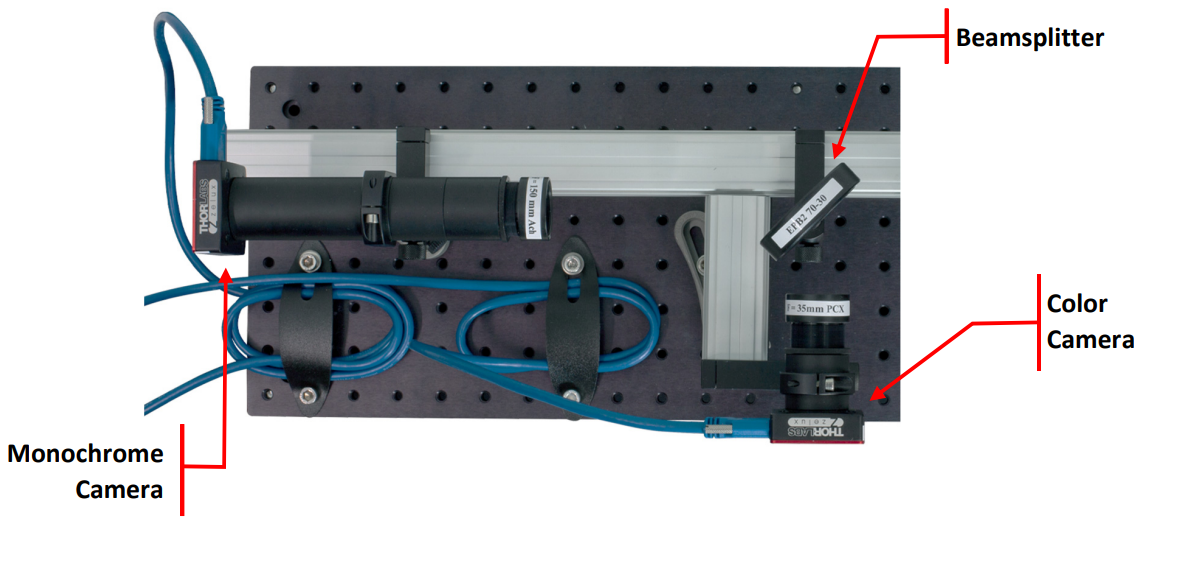 Beamsplitter
THORLABS
zelux
= 150 mm Ach
EFB2 70-30
F= 35mm PCX
Color
Camera
THORLABS
zelux
Monochrome
Camera